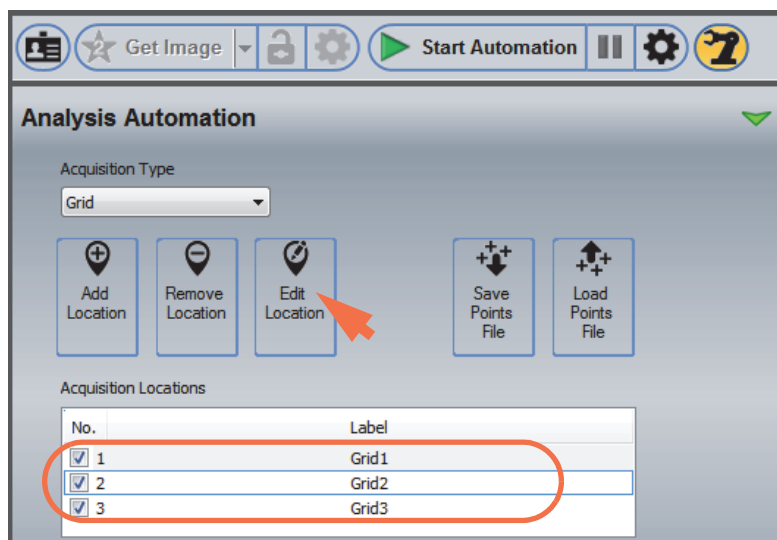 Get Image Start Automation
Analysis Automation
Acquisition Type
Grid
Add Location
Remove Location
Edit Location
Save Points File
Load Points File
Acquisition Locations
No. Label
1 Grid1
2 Grid2
3 Grid3